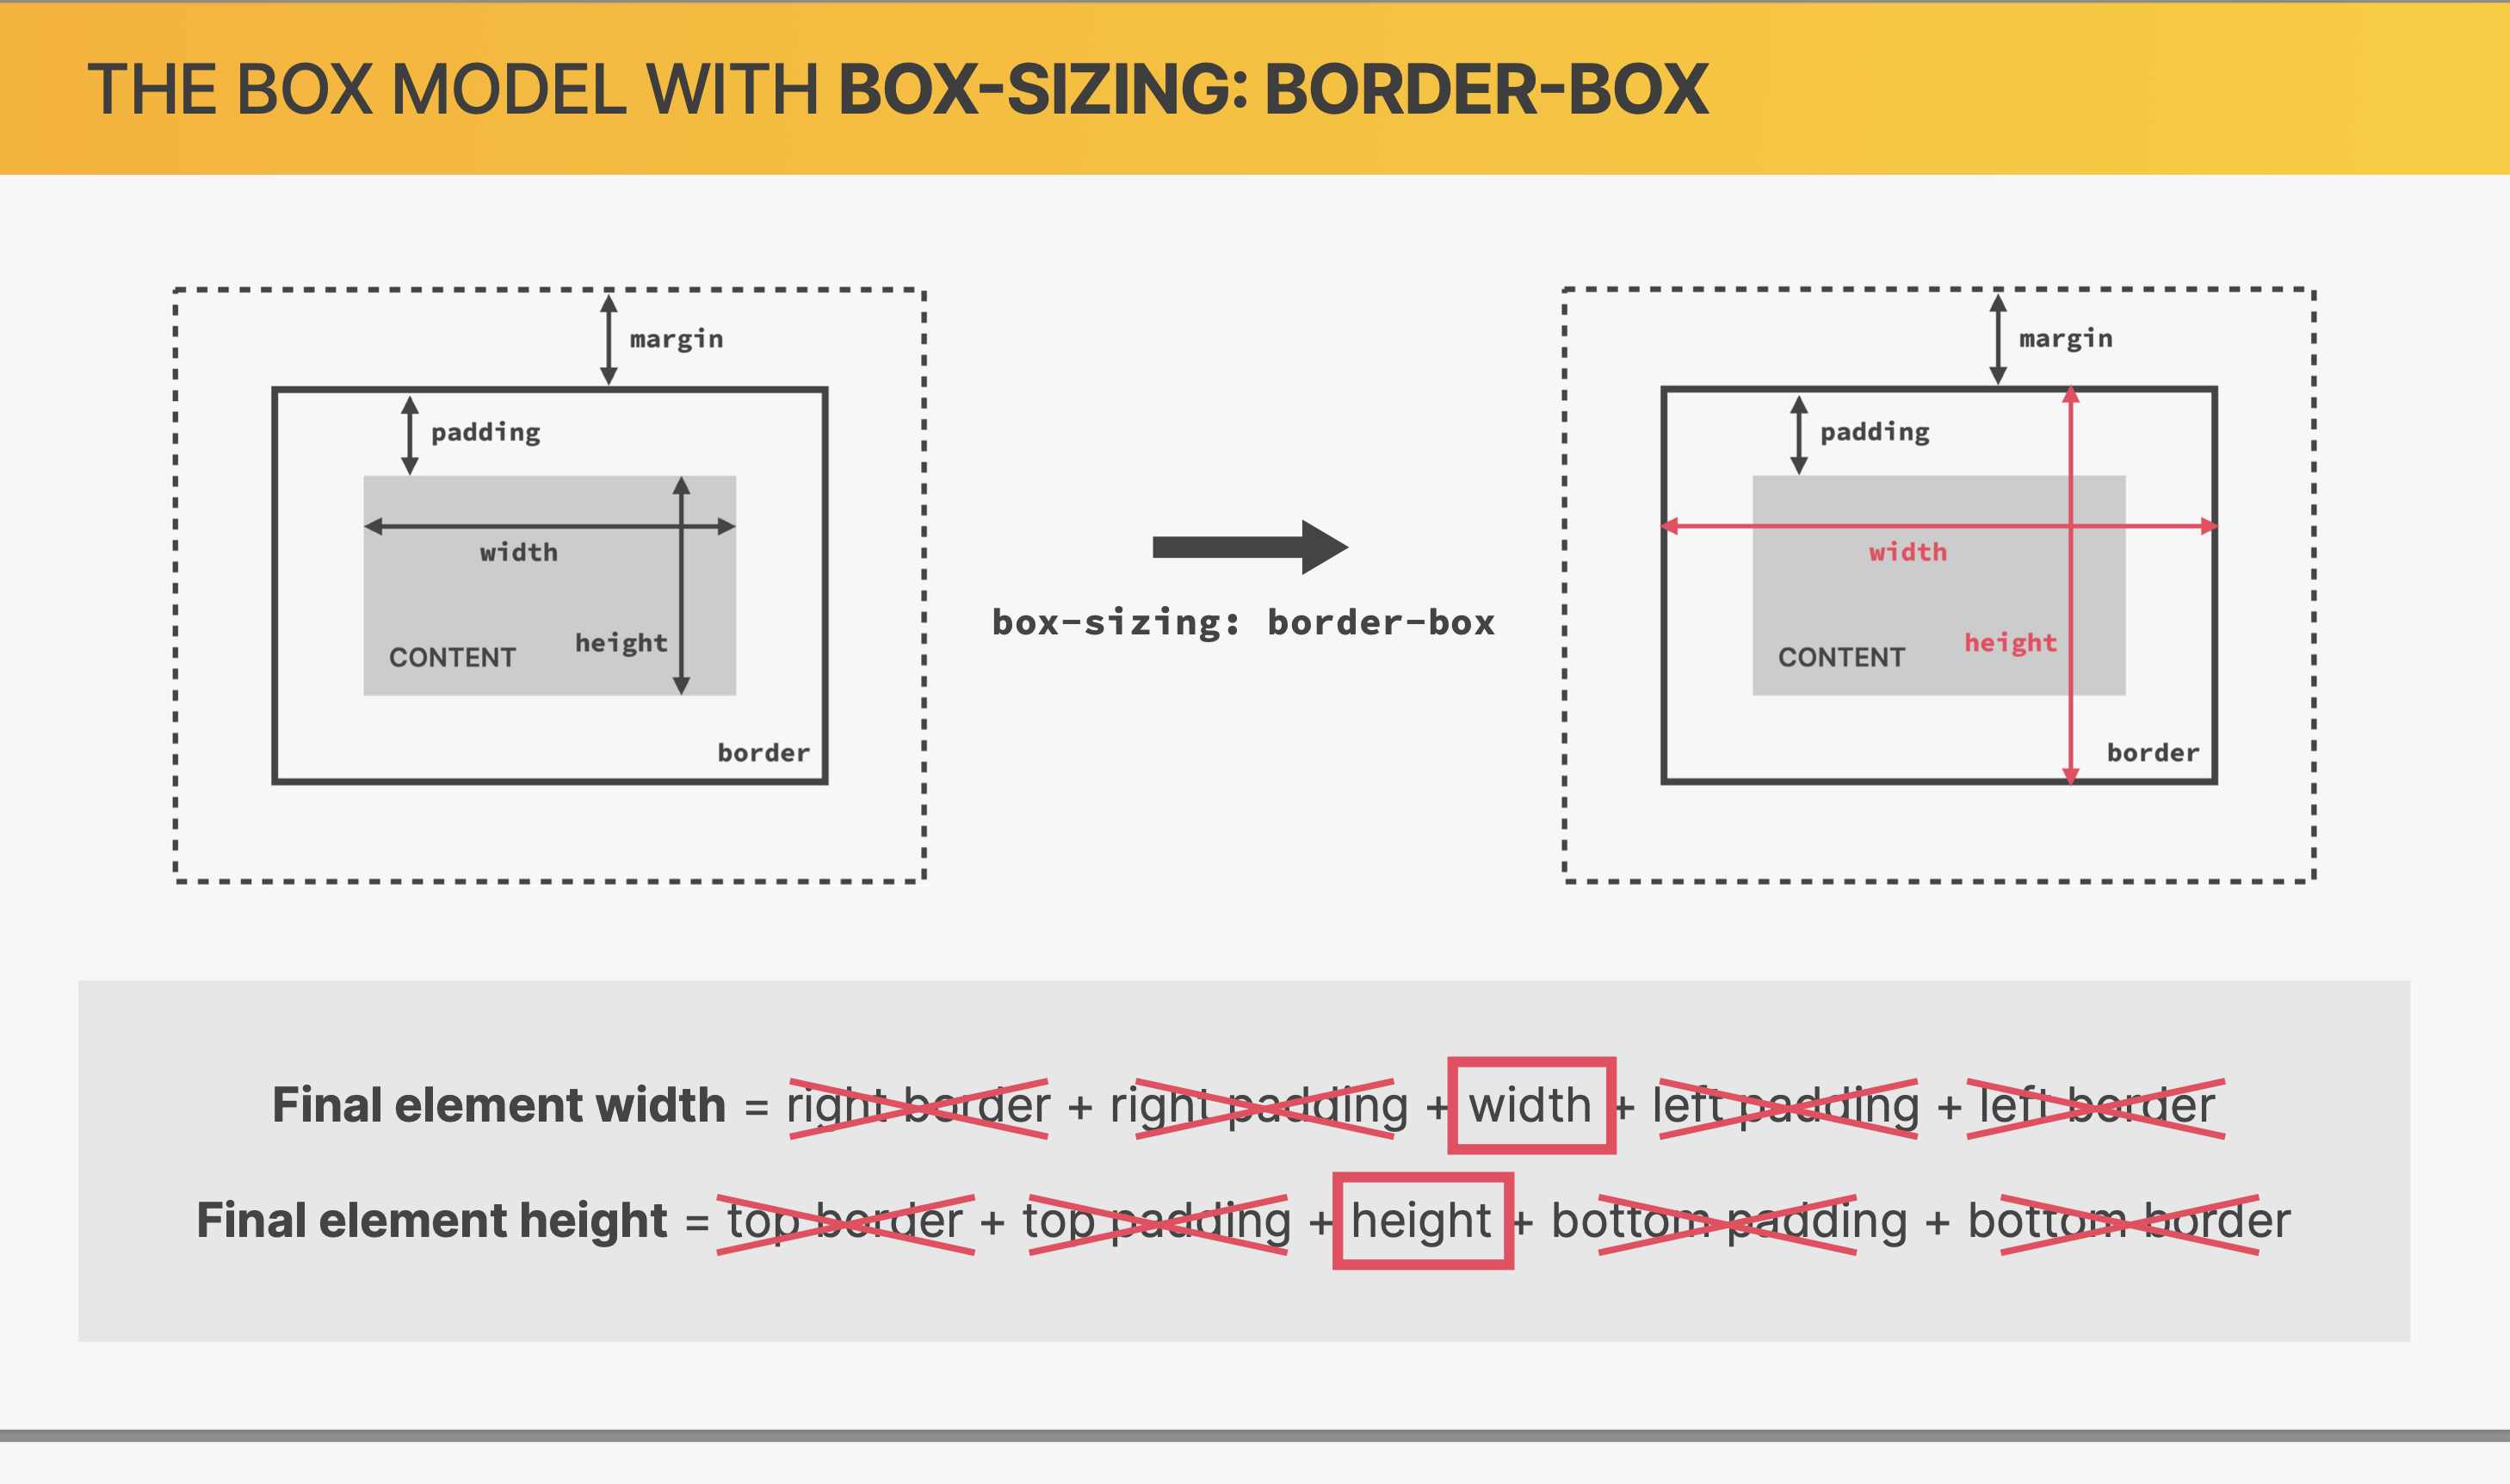 THE BOX MODEL WITH BOX-SIZING: BORDER-BOX
margin
padding
width
height
CONTENT
border
box-sizing: border-box
margin
padding
width
height
CONTENT
border
Final element width = right border + right padding + width + left padding + left border
Final element height = top border + top padding + height + bottom padding + bottom border